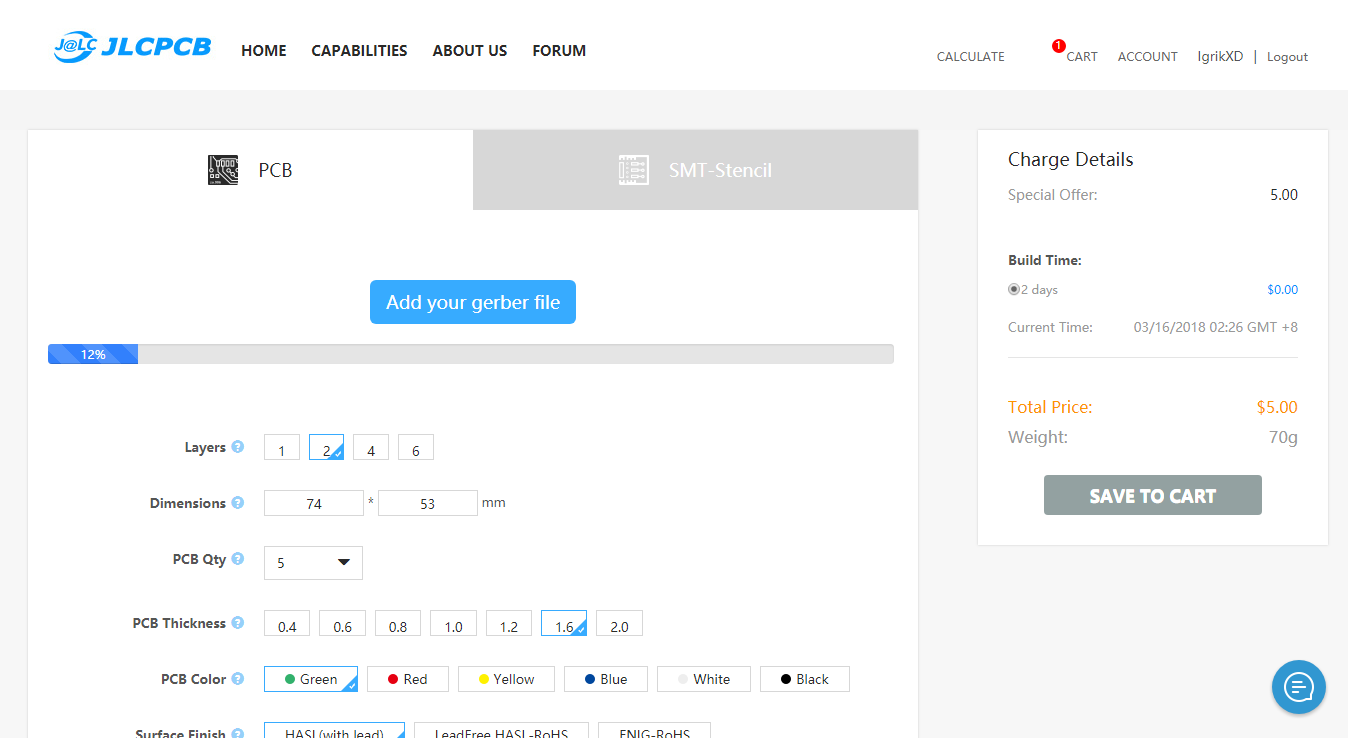 J@LC JLCPCB HOME CAPABILITIES ABOUT US FORUM
CALCULATE 1 CART ACCOUNT IgrikXD | Logout
PCB SMT-Stencil
Add your gerber file
12%
Layers ? 1 2 4 6
Dimensions ? 74 * 53 mm
PCB Qty ? 5
PCB Thickness ? 0.4 0.6 0.8 1.0 1.2 1.6 2.0
PCB Color ? Green Red Yellow Blue White Black
Surface Finish ? HASL(with lead) LeadFree HASL-RoHS ENIG-RoHS
Charge Details
Special Offer: 5.00
Build Time:
2 days $0.00
Current Time: 03/16/2018 02:26 GMT +8
Total Price: $5.00
Weight: 70g
SAVE TO CART